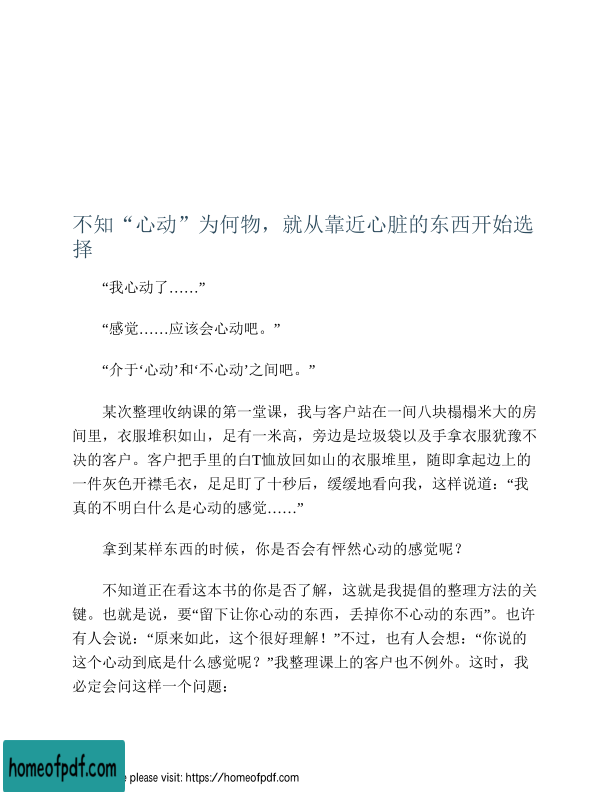 不知“心动”为何物，就从靠近心脏的东西开始选
择
“我心动了……”
“感觉……应该会心动吧。”
“介于‘心动’和‘不心动’之间吧。”
某次整理收纳课的第一堂课，我与客户站在一间八块榻榻米大的房
间里，衣服堆积如山，足有一米高，旁边是垃圾袋以及手拿衣服犹豫不
决的客户。客户把手里的白T恤放回如山的衣服堆里，随即拿起边上的
一件灰色开襟毛衣，足足盯了十秒后，缓缓地看向我，这样说道：“我
真的不明白什么是心动的感觉……”
拿到某样东西的时候，你是否会有怦然心动的感觉呢？
不知道正在看这本书的你是否了解，这就是我提倡的整理方法的关
键。也就是说，要“留下让你心动的东西，丢掉你不心动的东西”。也许
有人会说：“原来如此，这个很好理解！”不过，也有人会想：“你说的
这个心动到底是什么感觉呢？”我整理课上的客户也不例外。这时，我
必定会问这样一个问题：
homeofpdf.com
e please visit: https://homeofpdf.com